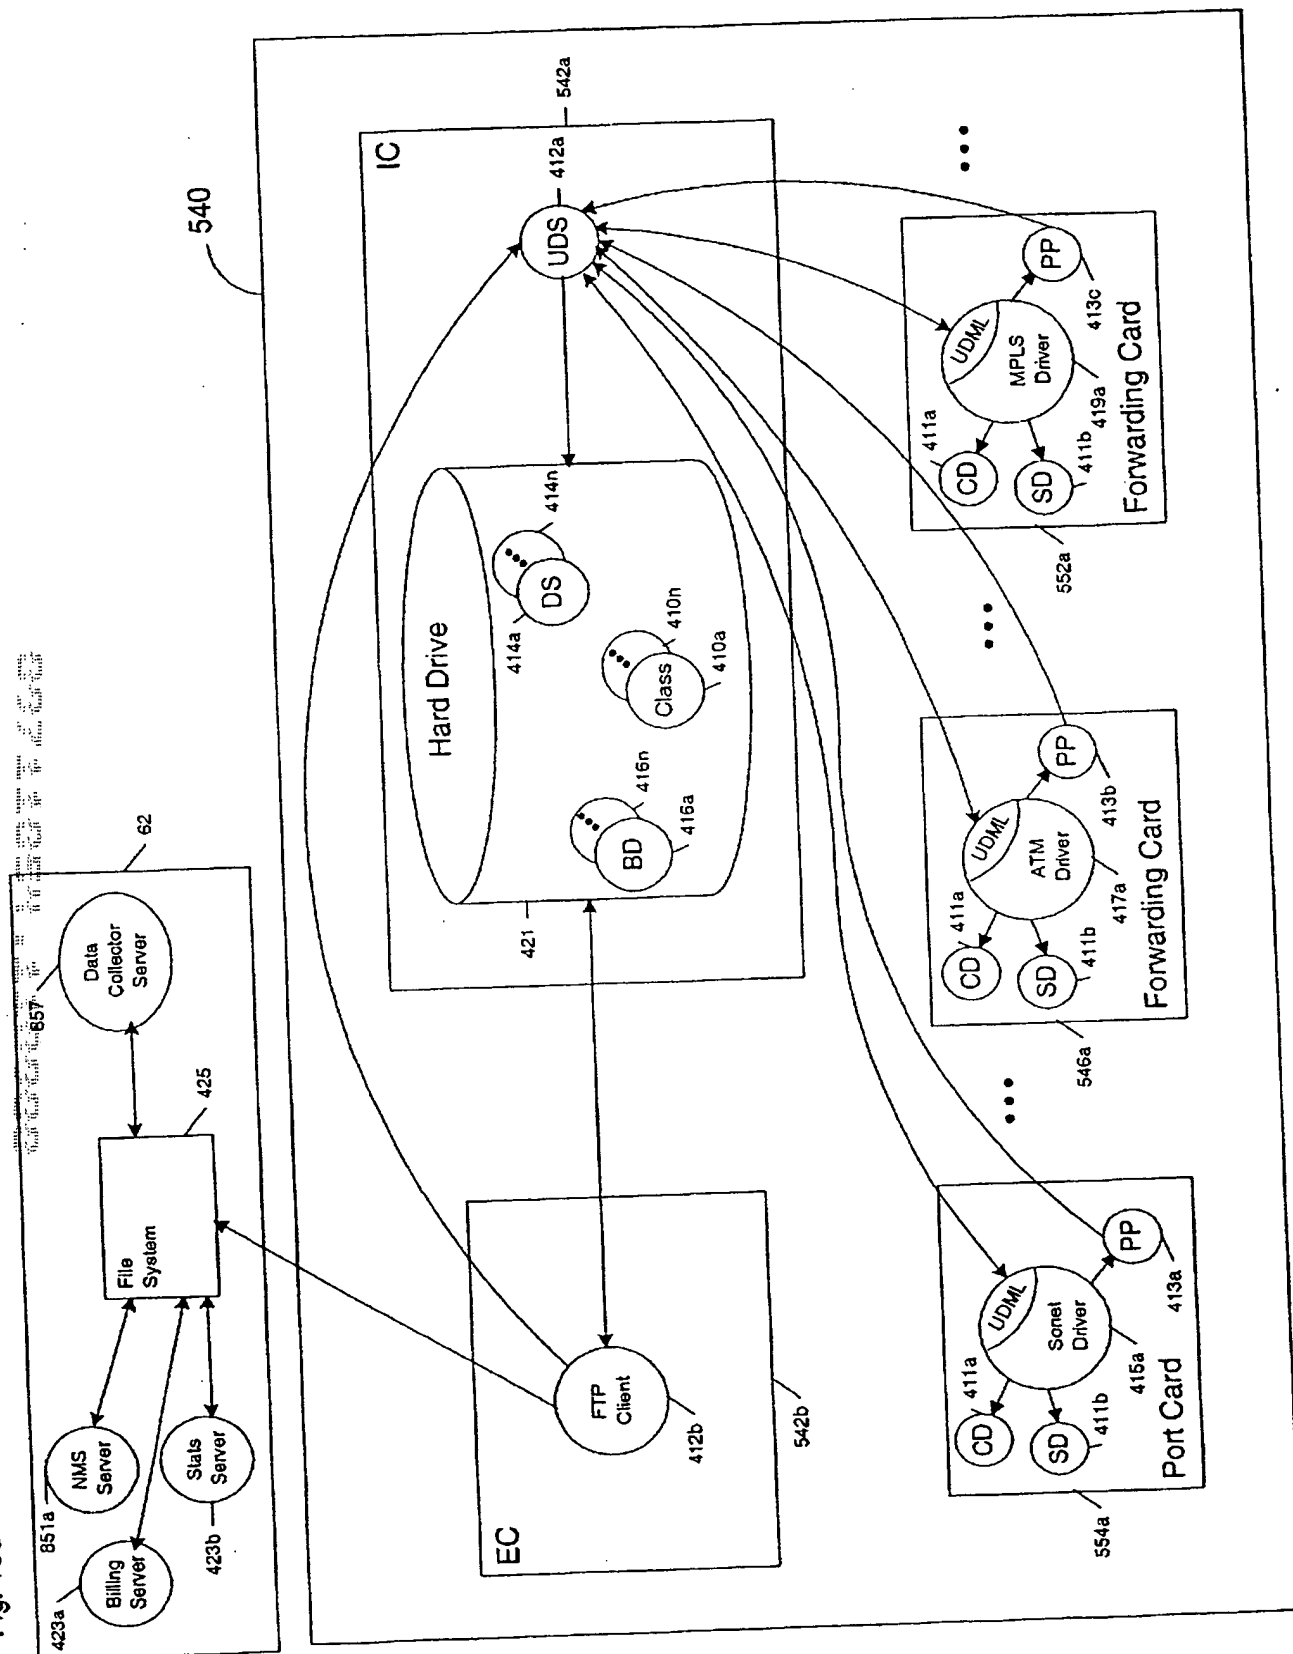 62
857
Data
Collector
Server
425
File
System
851a
NMS
Server
423a
Billing
Server
Stats
Server
423b
540
542a
IC
412a
UDS
Hard Drive
421
414n
414a
DS
410n
Class
410a
416n
BD
416a
EC
FTP
Client
412b
542b
554a
Port Card
411a
CD
SD
411b
UDML
Sonet
Driver
415a
PP
413a
546a
Forwarding Card
411a
CD
SD
411b
UDML
ATM
Driver
417a
PP
413b
552a
Forwarding Card
411a
CD
SD
411b
UDML
MPLS
Driver
419a
PP
413c